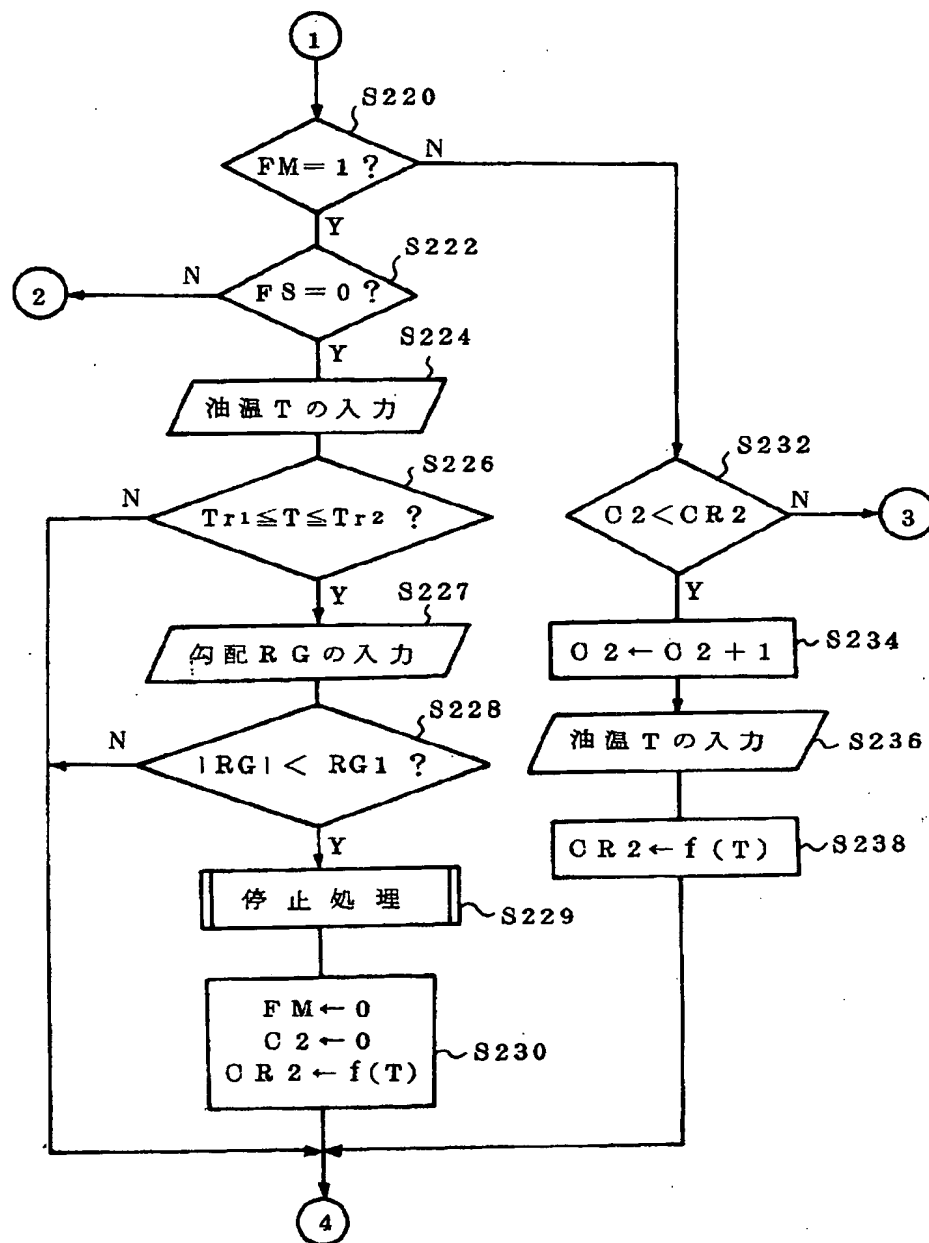 1
S220
FM=1?
N
Y
S222
FS=0?
N
2
Y
S224
油温Tの入力
S226
Tr1≦T≦Tr2 ?
N
Y
S227
勾配RGの入力
S228
|RG|< RG1 ?
N
Y
停止処理
S229
FM←0
C2←0
CR2←f(T)
S230
S232
C2<CR2
N
3
Y
C2←C2+1
S234
油温Tの入力
S236
CR2←f(T)
S238
4